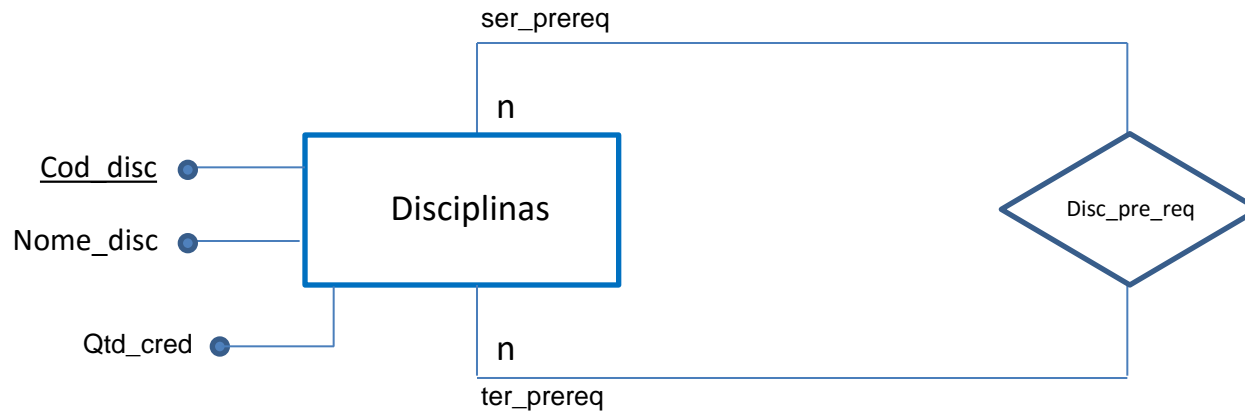 ser_prereq
n
Cod_disc
Disciplinas
Disc_pre_req
Nome_disc
Qtd_cred
n
ter_prereq